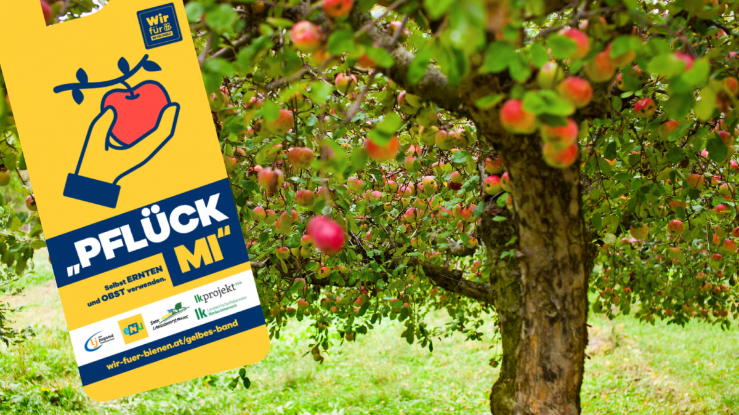 Wir
für
„PFLÜCK
MI“
Selbst ERNTEN
und OBST verwenden.
lkprojekt
lk
wir-fuer-bienen.at/gelbes-band